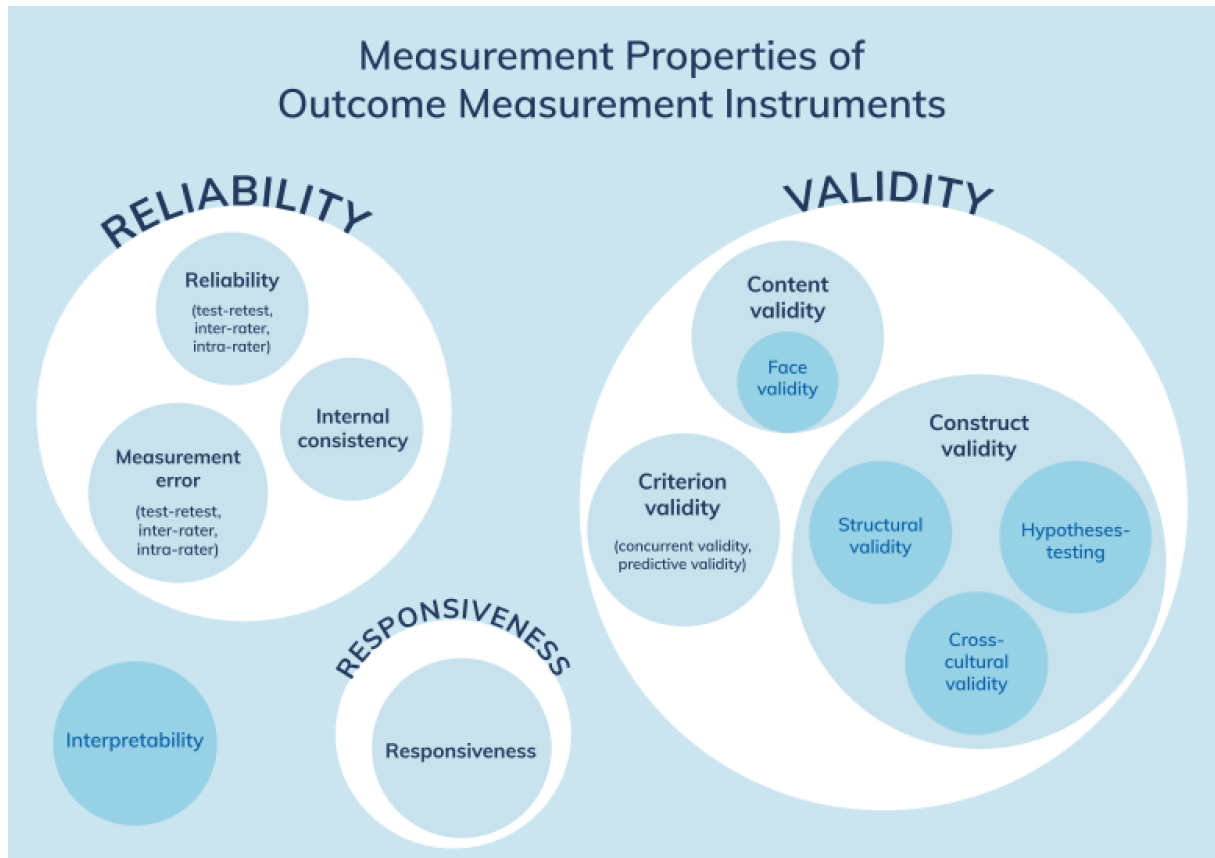 Measurement Properties of
Outcome Measurement Instruments
RELIABILITY
Reliability
(test-retest,
inter-rater,
intra-rater)
Internal
consistency
Measurement
error
(test-retest,
inter-rater,
intra-rater)
VALIDITY
Content
validity
Face
validity
Criterion
validity
(concurrent validity,
predictive validity)
Construct
validity
Structural
validity
Hypotheses-
testing
Cross-
cultural
validity
RESPONSIVENESS
Responsiveness
Interpretability